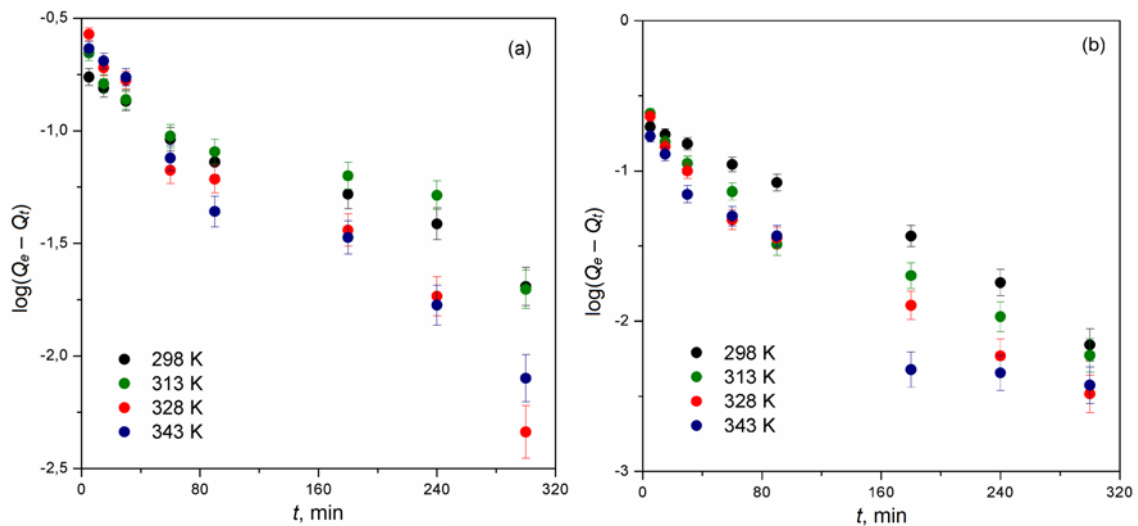 -0,5
-1,0
-1,5
-2,0
-2,5
log(Qe – Qt)
(a)
298 K
313 K
328 K
343 K
0 80 160 240 320
t, min
0
-1
-2
-3
log(Qe – Qt)
(b)
298 K
313 K
328 K
343 K
0 80 160 240 320
t, min